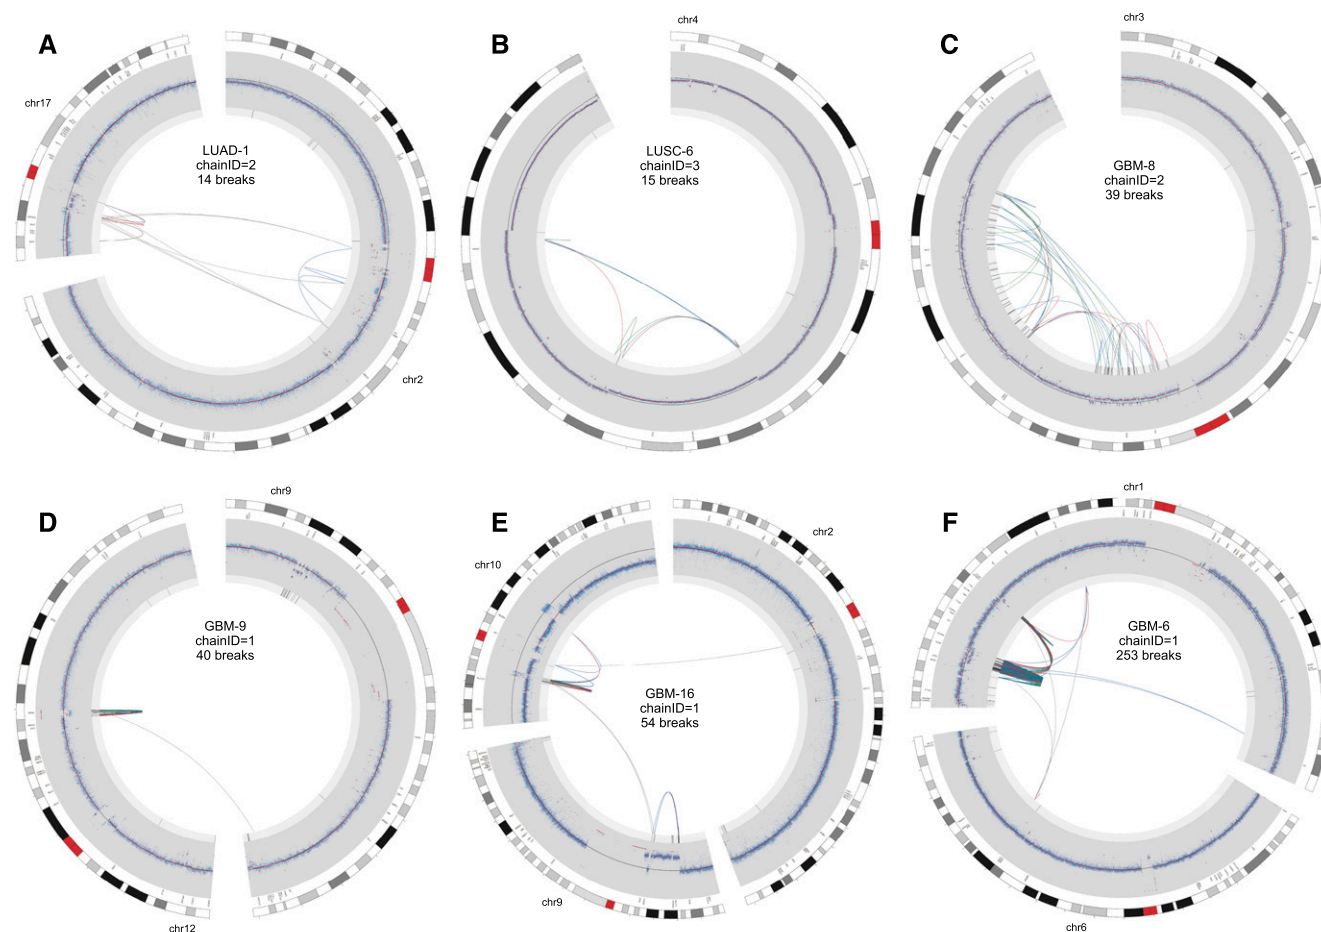 A
chr17
LUAD-1
chainID=2
14 breaks
chr2
B
chr4
LUSC-6
chainID=3
15 breaks
C
chr3
GBM-8
chainID=2
39 breaks
D
chr9
GBM-9
chainID=1
40 breaks
chr12
E
chr2
chr10
GBM-16
chainID=1
54 breaks
chr9
F
chr1
GBM-6
chainID=1
253 breaks
chr6